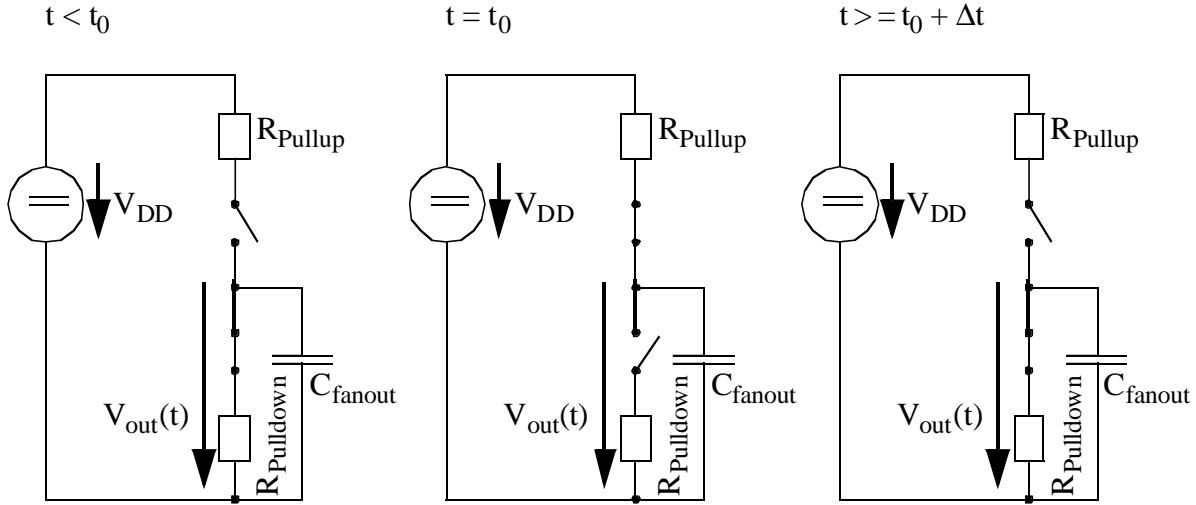 t < t0
t = t0
t > = t0 + Δt
RPullup
VDD
Vout(t)
RPulldown
Cfanout
RPullup
VDD
Vout(t)
RPulldown
Cfanout
RPullup
VDD
Vout(t)
RPulldown
Cfanout